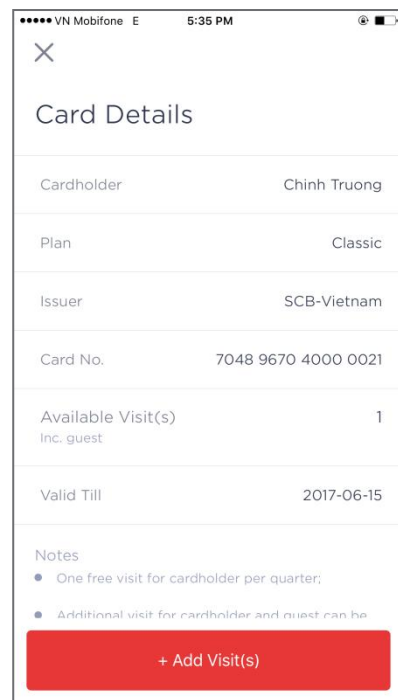 VN Mobifone E 5:35 PM
Card Details
Cardholder Chinh Truong
Plan Classic
Issuer SCB-Vietnam
Card No. 7048 9670 4000 0021
Available Visit(s) 1
Inc. guest
Valid Till 2017-06-15
Notes
One free visit for cardholder per quarter;
Additional visit for cardholder and guest can be
+ Add Visit(s)